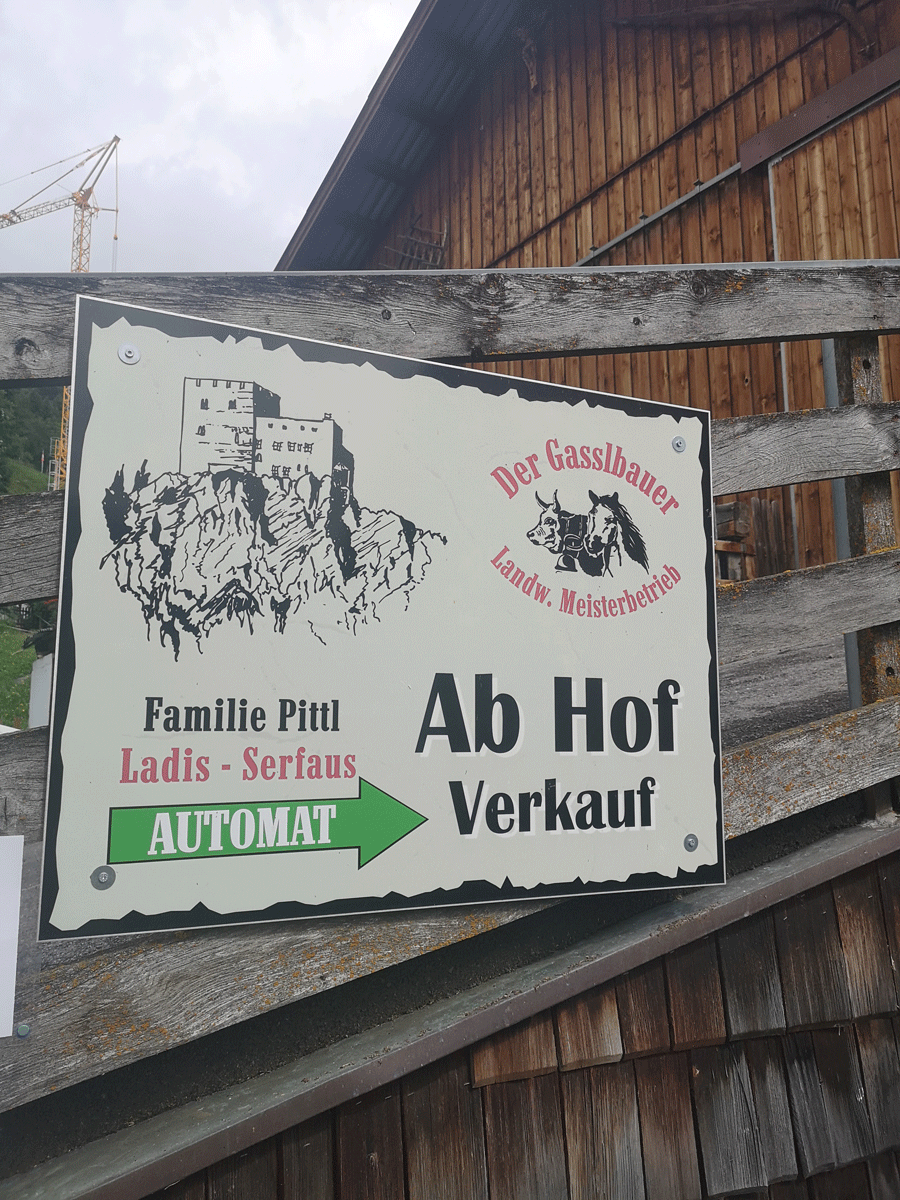 Der Gasslbauer
Landw. Meisterbetrieb
Familie Pittl
Ladis - Serfaus
AUTOMAT
Ab Hof
Verkauf